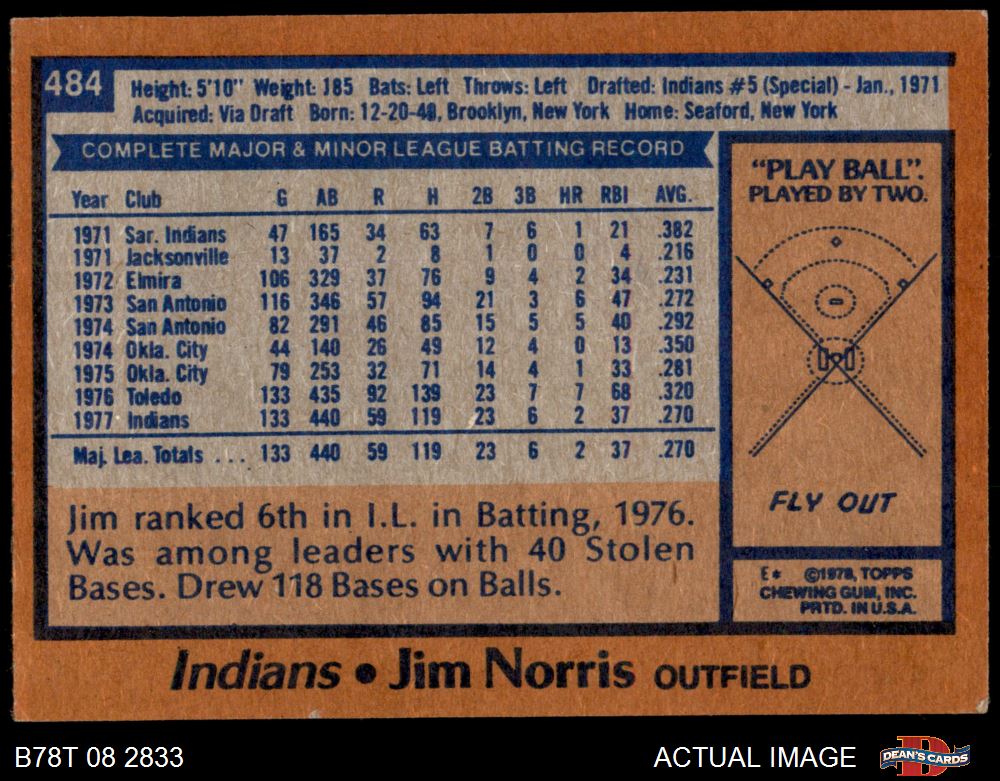 484
Height: 5'10" Weight: 185 Bats: Left Throws: Left Drafted: Indians #5 (Special) - Jan., 1971
Acquired: Via Draft Born: 12-20-48, Brooklyn, New York Home: Seaford, New York
COMPLETE MAJOR & MINOR LEAGUE BATTING RECORD
Year Club G AB R H 2B 3B HR RBI AVG.
1971 Sar. Indians 47 165 34 63 7 6 1 21 .382
1971 Jacksonville 13 37 2 8 1 0 0 4 .216
1972 Elmira 106 329 37 76 9 4 2 34 .231
1973 San Antonio 116 346 57 94 21 3 6 47 .272
1974 San Antonio 82 291 46 85 15 5 5 40 .292
1974 Okla. City 44 140 26 49 12 4 0 13 .350
1975 Okla. City 79 253 32 71 14 4 1 33 .281
1976 Toledo 133 435 92 139 23 7 7 68 .320
1977 Indians 133 440 59 119 23 6 2 37 .270
Maj. Lea. Totals ... 133 440 59 119 23 6 2 37 .270
Jim ranked 6th in I.L. in Batting, 1976.
Was among leaders with 40 Stolen
Bases. Drew 118 Bases on Balls.
"PLAY BALL".
PLAYED BY TWO.
FLY OUT
E* ©1978, TOPPS
CHEWING GUM, INC.
PRTD. IN U.S.A.
Indians • Jim Norris OUTFIELD
B78T 08 2833
ACTUAL IMAGE
DEAN'S CARDS